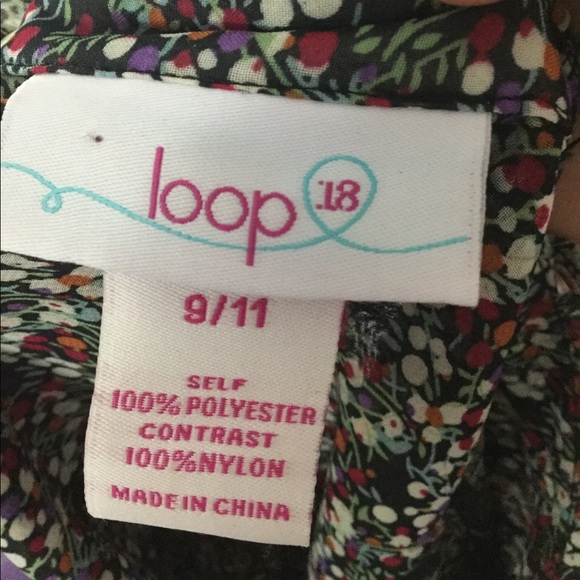 loop :18
9/11
SELF
100% POLYESTER
CONTRAST
100%NYLON
MADE IN CHINA